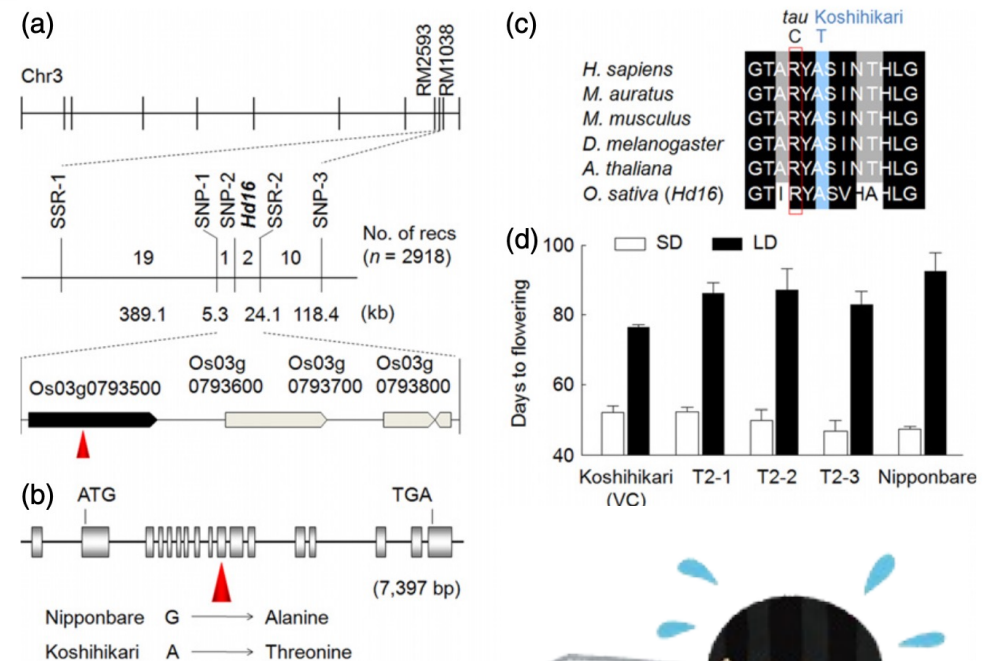 (a)
Chr3
RM2593
RM1038
SSR-1
SNP-1
SNP-2
Hd16
SSR-2
SNP-3
19 1 2 10
No. of recs
(n = 2918)
389.1 5.3 24.1 118.4 (kb)
Os03g0793500
Os03g
0793600
Os03g
0793700
Os03g
0793800
(b)
ATG TGA
(7,397 bp)
Nipponbare G Alanine
Koshihikari A Threonine
(c)
tau Koshihikari
C T
H. sapiens GTARYASINTHLG
M. auratus GTARYASINTHLG
M. musculus GTARYASINTHLG
D. melanogaster GTARYASINTHLG
A. thaliana GTARYASINTHLG
O. sativa (Hd16) GTIRYASVHAHLG
(d)
SD LD
Days to flowering
100
80
60
40
Koshihikari
(VC)
T2-1 T2-2 T2-3 Nipponbare